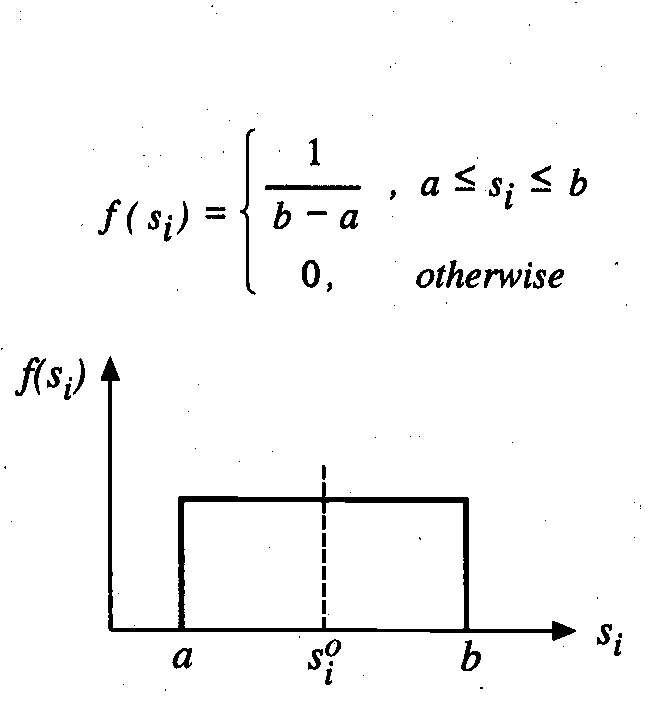 f(s_i) = { 1/(b − a) , a ≤ s_i ≤ b
0, otherwise
f(s_i)
a s_i^o b s_i